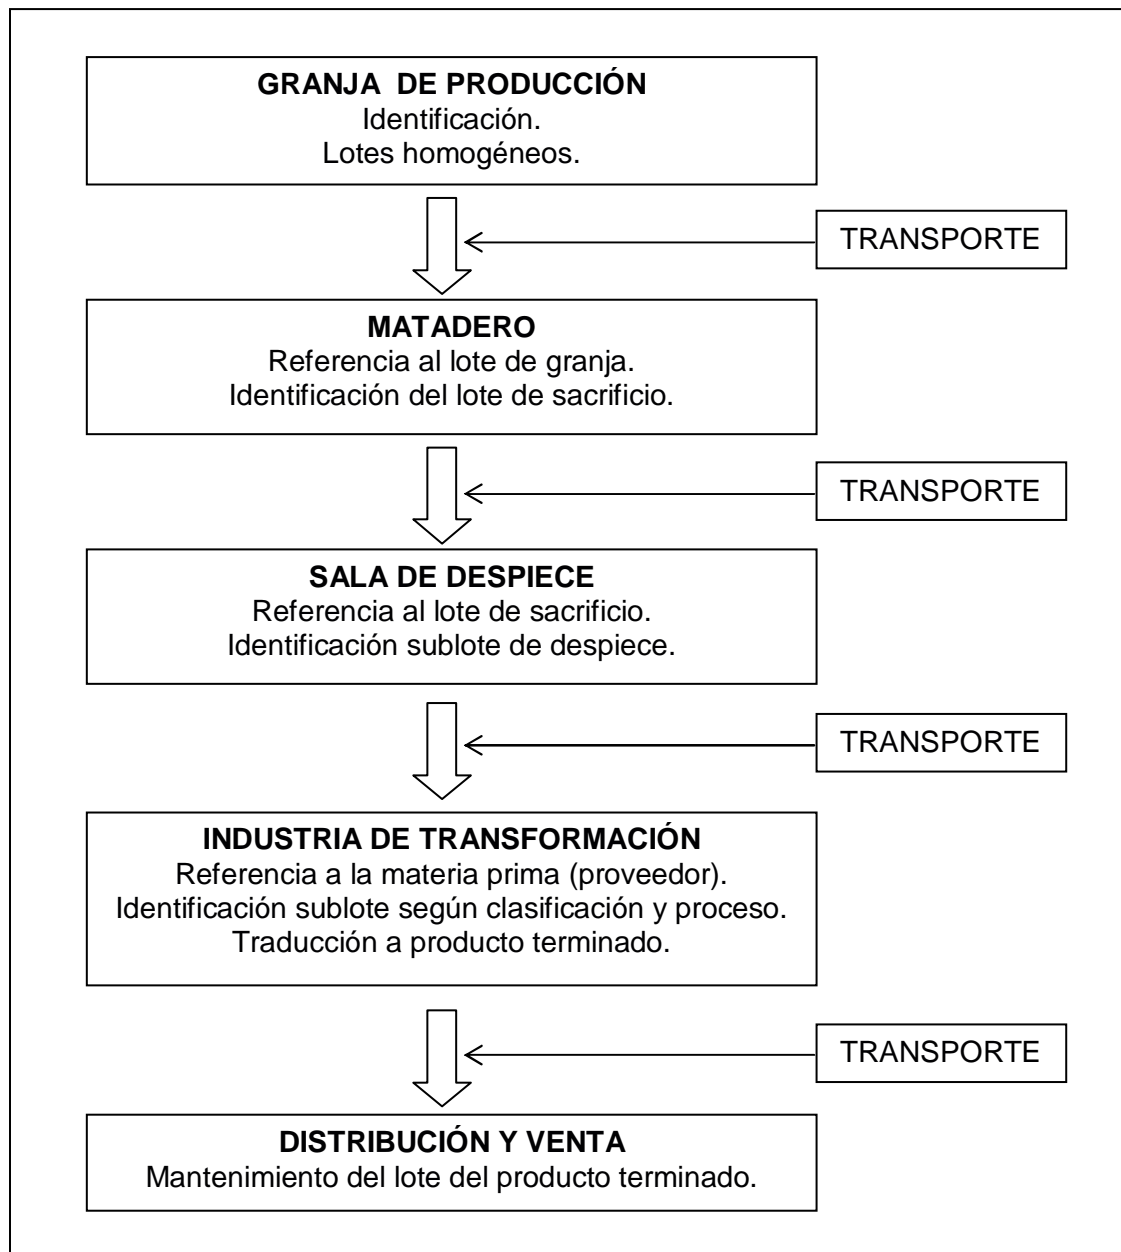 GRANJA DE PRODUCCIÓN
Identificación.
Lotes homogéneos.
TRANSPORTE
MATADERO
Referencia al lote de granja.
Identificación del lote de sacrificio.
TRANSPORTE
SALA DE DESPIECE
Referencia al lote de sacrificio.
Identificación sublote de despiece.
TRANSPORTE
INDUSTRIA DE TRANSFORMACIÓN
Referencia a la materia prima (proveedor).
Identificación sublote según clasificación y proceso.
Traducción a producto terminado.
TRANSPORTE
DISTRIBUCIÓN Y VENTA
Mantenimiento del lote del producto terminado.